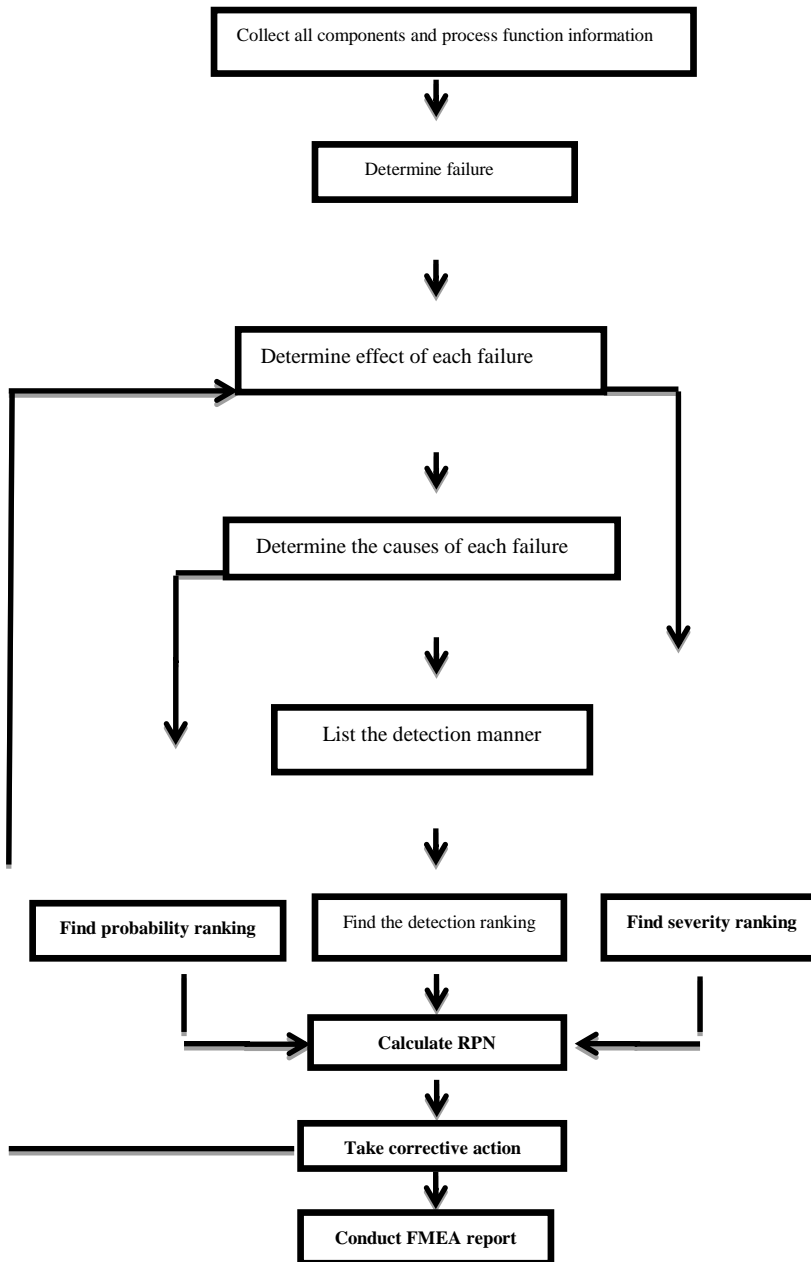 Collect all components and process function information
Determine failure
Determine effect of each failure
Determine the causes of each failure
List the detection manner
Find probability ranking
Find the detection ranking
Find severity ranking
Calculate RPN
Take corrective action
Conduct FMEA report